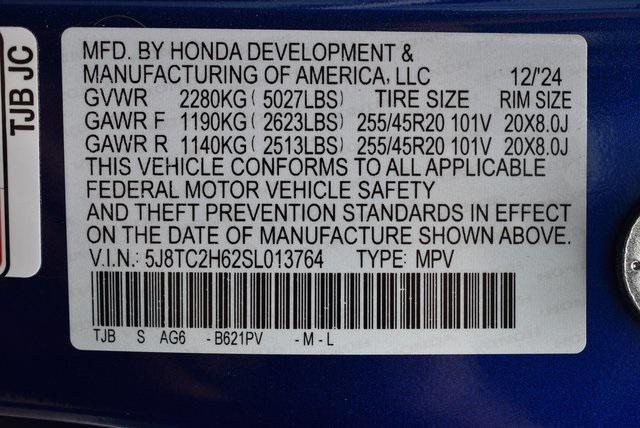 TJB JC
MFD. BY HONDA DEVELOPMENT &
MANUFACTURING OF AMERICA, LLC 12/'24
GVWR 2280KG ( 5027LBS) TIRE SIZE RIM SIZE
GAWR F 1190KG ( 2623LBS) 255/45R20 101V 20X8.0J
GAWR R 1140KG ( 2513LBS) 255/45R20 101V 20X8.0J
THIS VEHICLE CONFORMS TO ALL APPLICABLE
FEDERAL MOTOR VEHICLE SAFETY
AND THEFT PREVENTION STANDARDS IN EFFECT
ON THE DATE OF MANUFACTURE SHOWN ABOVE.
V.I.N.: 5J8TC2H62SL013764 TYPE: MPV
TJB S AG6 - B621PV - M - L